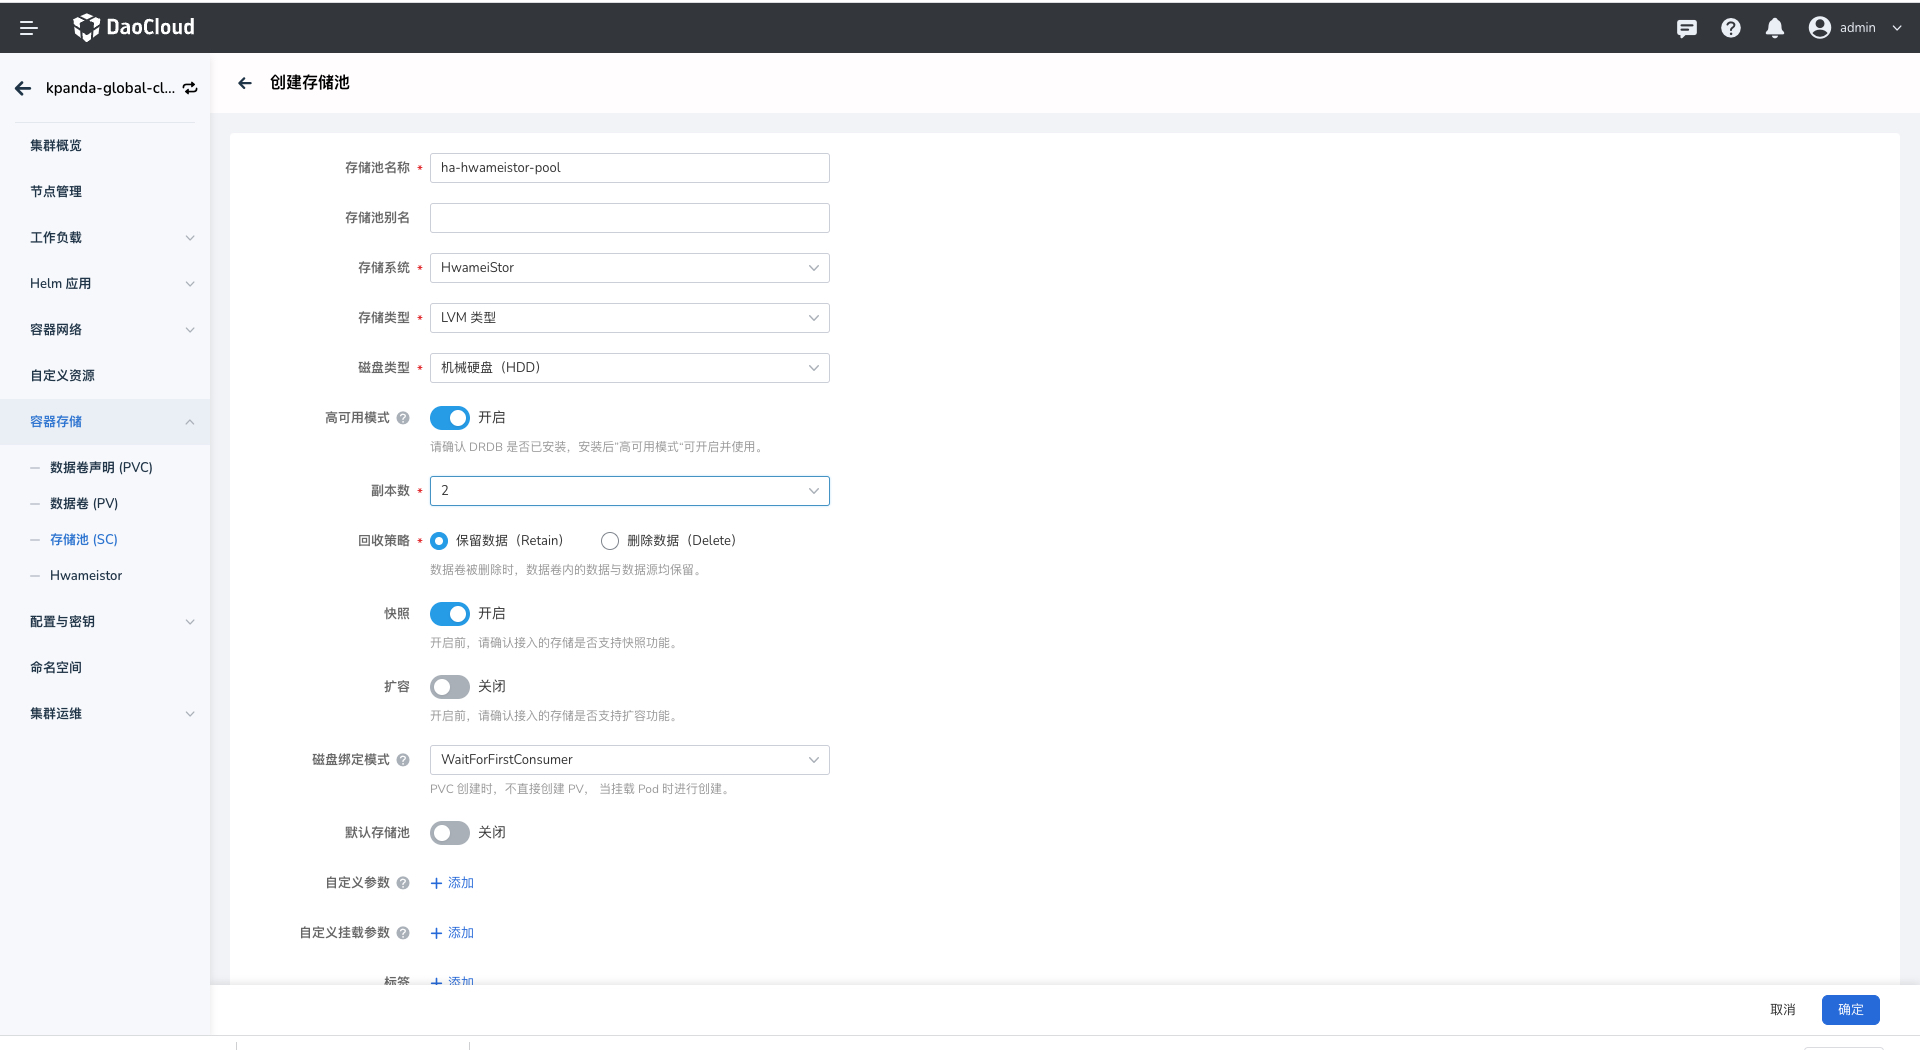 DaoCloud
admin
kpanda-global-cl...
创建存储池
集群概览
节点管理
工作负载
Helm 应用
容器网络
自定义资源
容器存储
数据卷声明 (PVC)
数据卷 (PV)
存储池 (SC)
Hwameistor
配置与密钥
命名空间
集群运维
存储池名称 * ha-hwameistor-pool
存储池别名
存储系统 * HwameiStor
存储类型 * LVM 类型
磁盘类型 * 机械硬盘（HDD）
高可用模式 开启
请确认 DRDB 是否已安装，安装后“高可用模式“可开启并使用。
副本数 * 2
回收策略 * 保留数据（Retain） 删除数据（Delete）
数据卷被删除时，数据卷内的数据与数据源均保留。
快照 开启
开启前，请确认接入的存储是否支持快照功能。
扩容 关闭
开启前，请确认接入的存储是否支持扩容功能。
磁盘绑定模式 WaitForFirstConsumer
PVC 创建时，不直接创建 PV， 当挂载 Pod 时进行创建。
默认存储池 关闭
自定义参数 + 添加
自定义挂载参数 + 添加
标签 + 添加
取消 确定